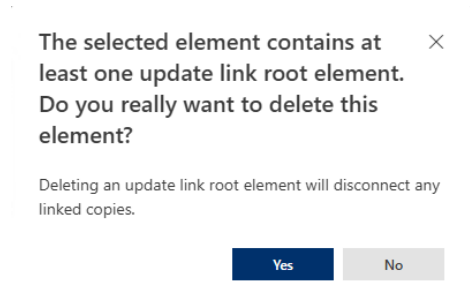 The selected element contains at
least one update link root element.
Do you really want to delete this
element?
Deleting an update link root element will disconnect any
linked copies.
Yes No